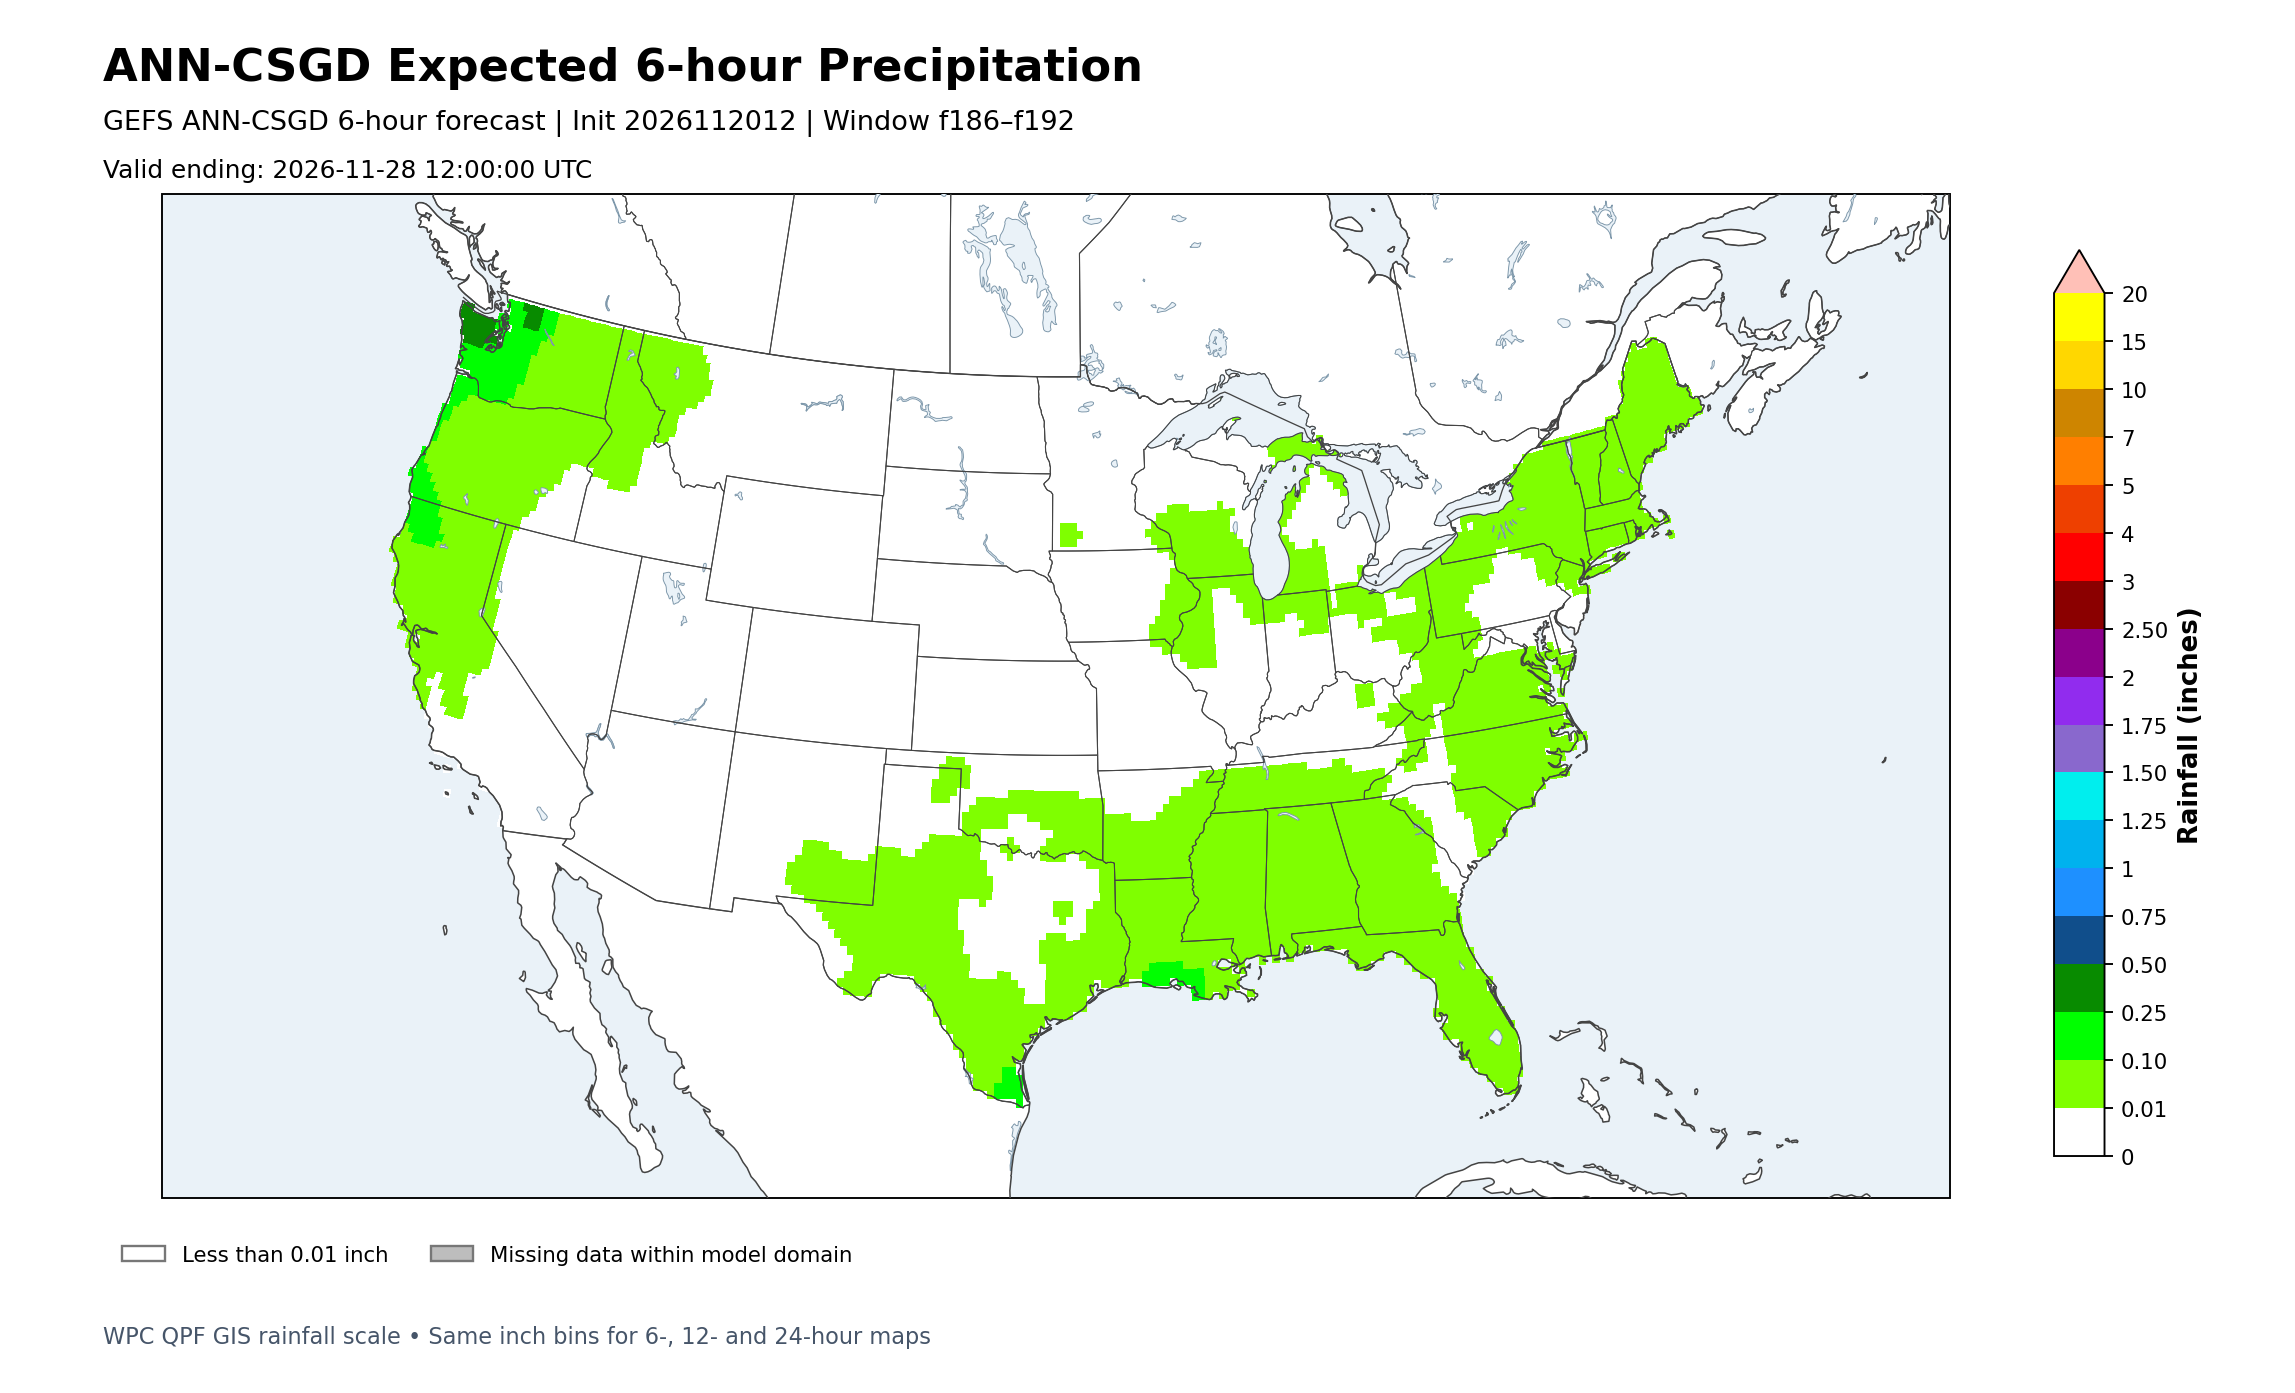 ANN-CSGD Expected 6-hour Precipitation
GEFS ANN-CSGD 6-hour forecast | Init 2026112012 | Window f186–f192
Valid ending: 2026-11-28 12:00:00 UTC
20
15
10
7
5
4
3
2.50
2
1.75
1.50
1.25
1
0.75
0.50
0.25
0.10
0.01
0
Rainfall (inches)
Less than 0.01 inch
Missing data within model domain
WPC QPF GIS rainfall scale • Same inch bins for 6-, 12- and 24-hour maps